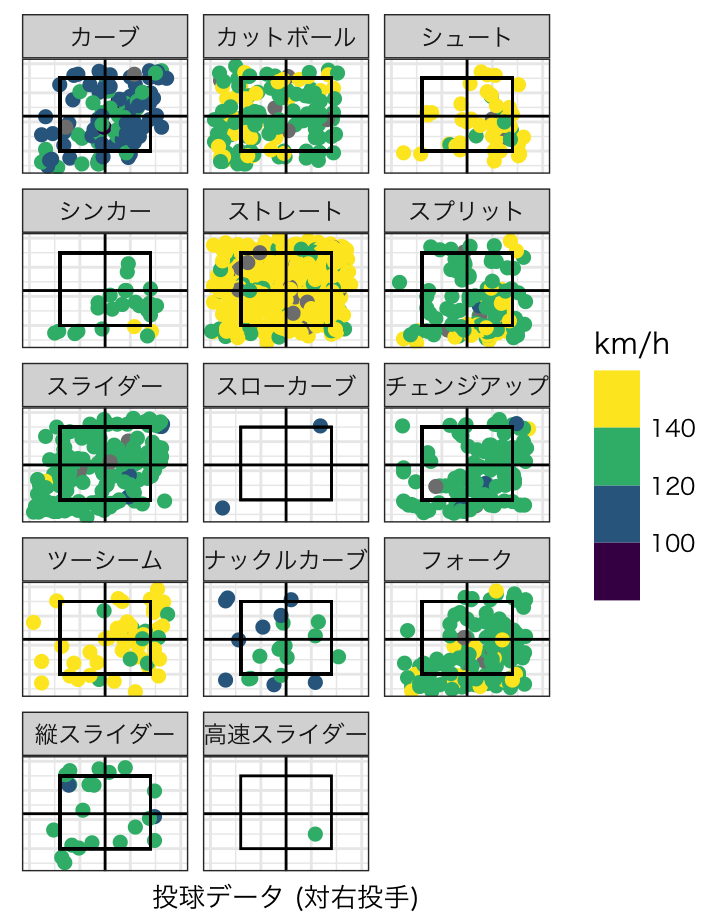 カーブ
カットボール
シュート
シンカー
ストレート
スプリット
スライダー
スローカーブ
チェンジアップ
ツーシーム
ナックルカーブ
フォーク
縦スライダー
高速スライダー
km/h
140
120
100
投球データ (対右投手)